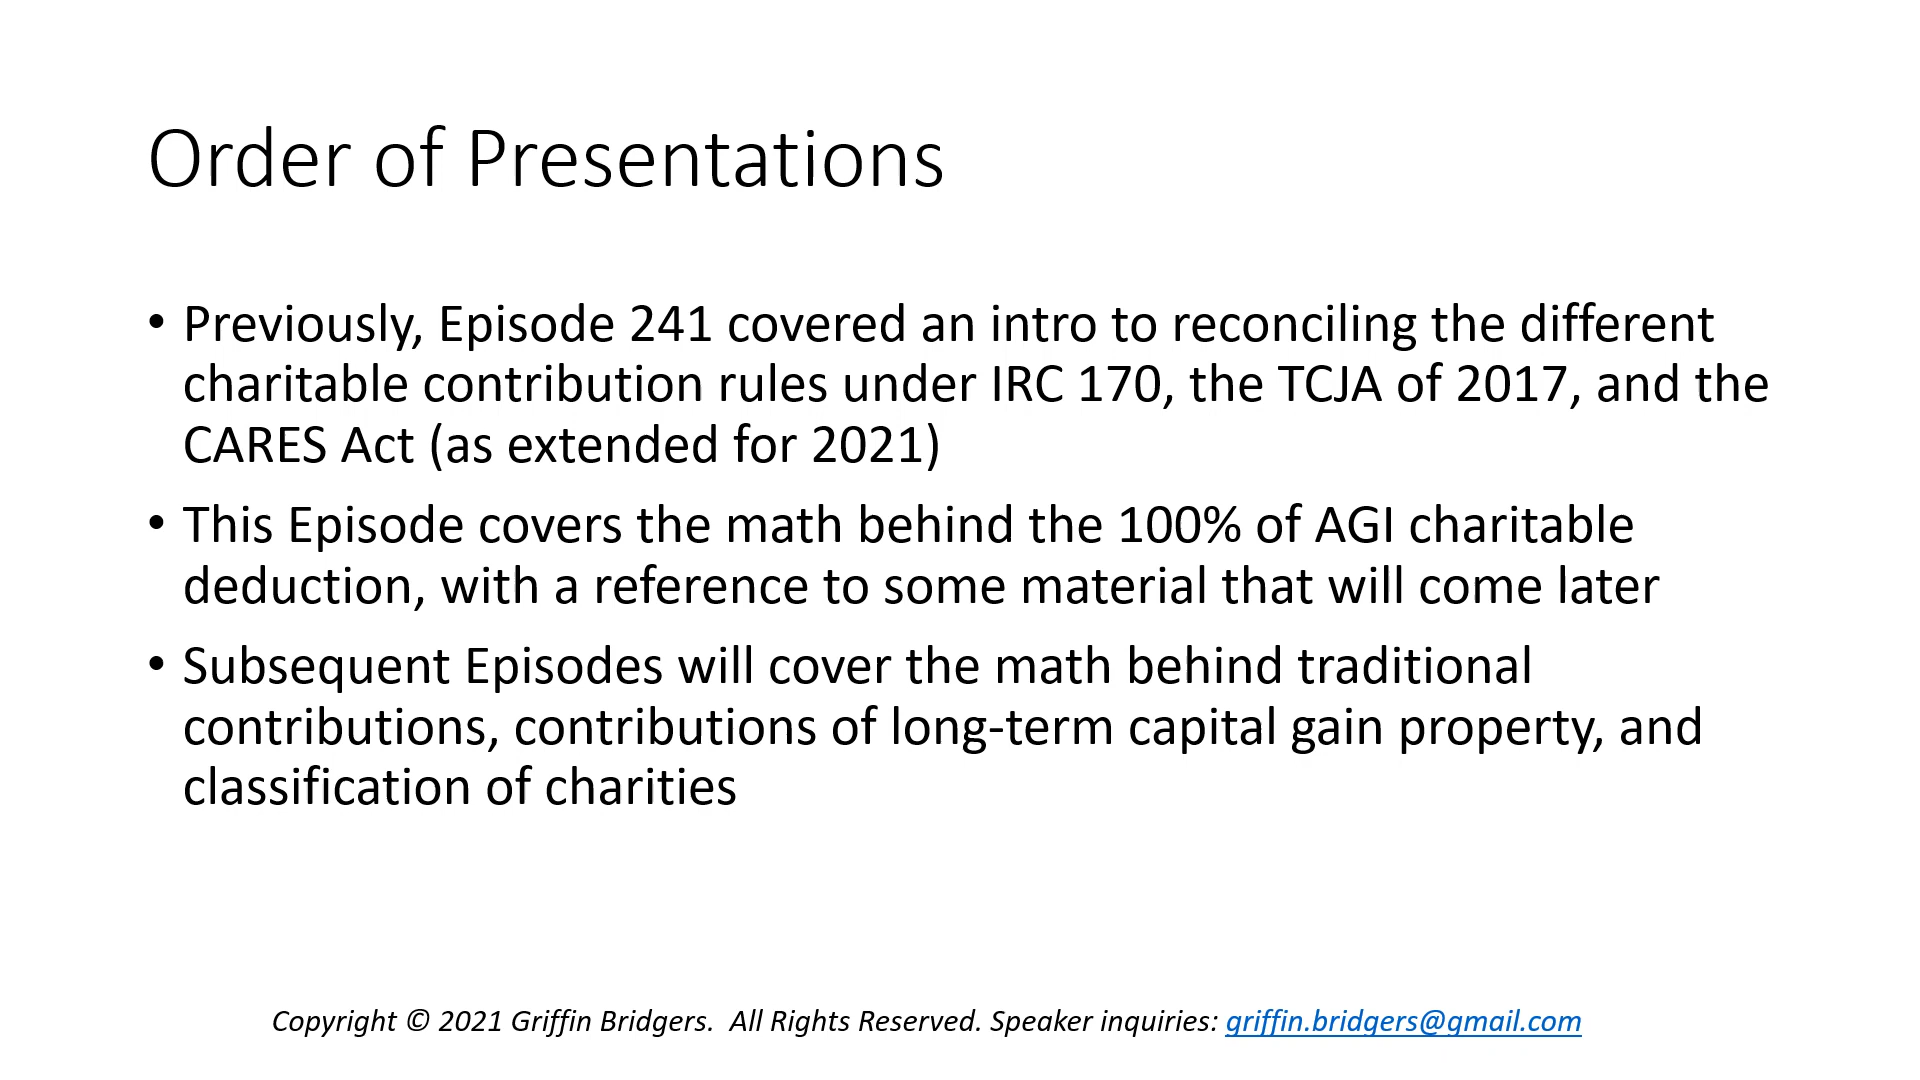 Order of Presentations
• Previously, Episode 241 covered an intro to reconciling the different
charitable contribution rules under IRC 170, the TCJA of 2017, and the
CARES Act (as extended for 2021)
• This Episode covers the math behind the 100% of AGI charitable
deduction, with a reference to some material that will come later
• Subsequent Episodes will cover the math behind traditional
contributions, contributions of long-term capital gain property, and
classification of charities
Copyright © 2021 Griffin Bridgers.  All Rights Reserved. Speaker inquiries: griffin.bridgers@gmail.com